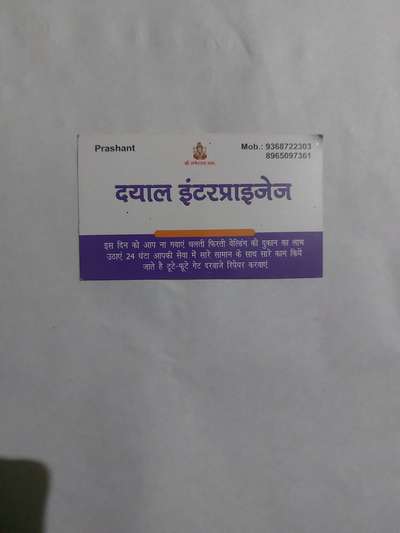 Prashant
Mob.: 9368722303
8965097361
दयाल इंटरप्राइजेज
इस दिन को आप ना गवाएं चलती फिरती वेल्डिंग की दुकान का लाभ
उठाएं 24 घंटा आपकी सेवा में सारे सामान के साथ सारे काम किये
जाते है टूटे-फूटे गेट दरवाजे रिपेयर करवाएं